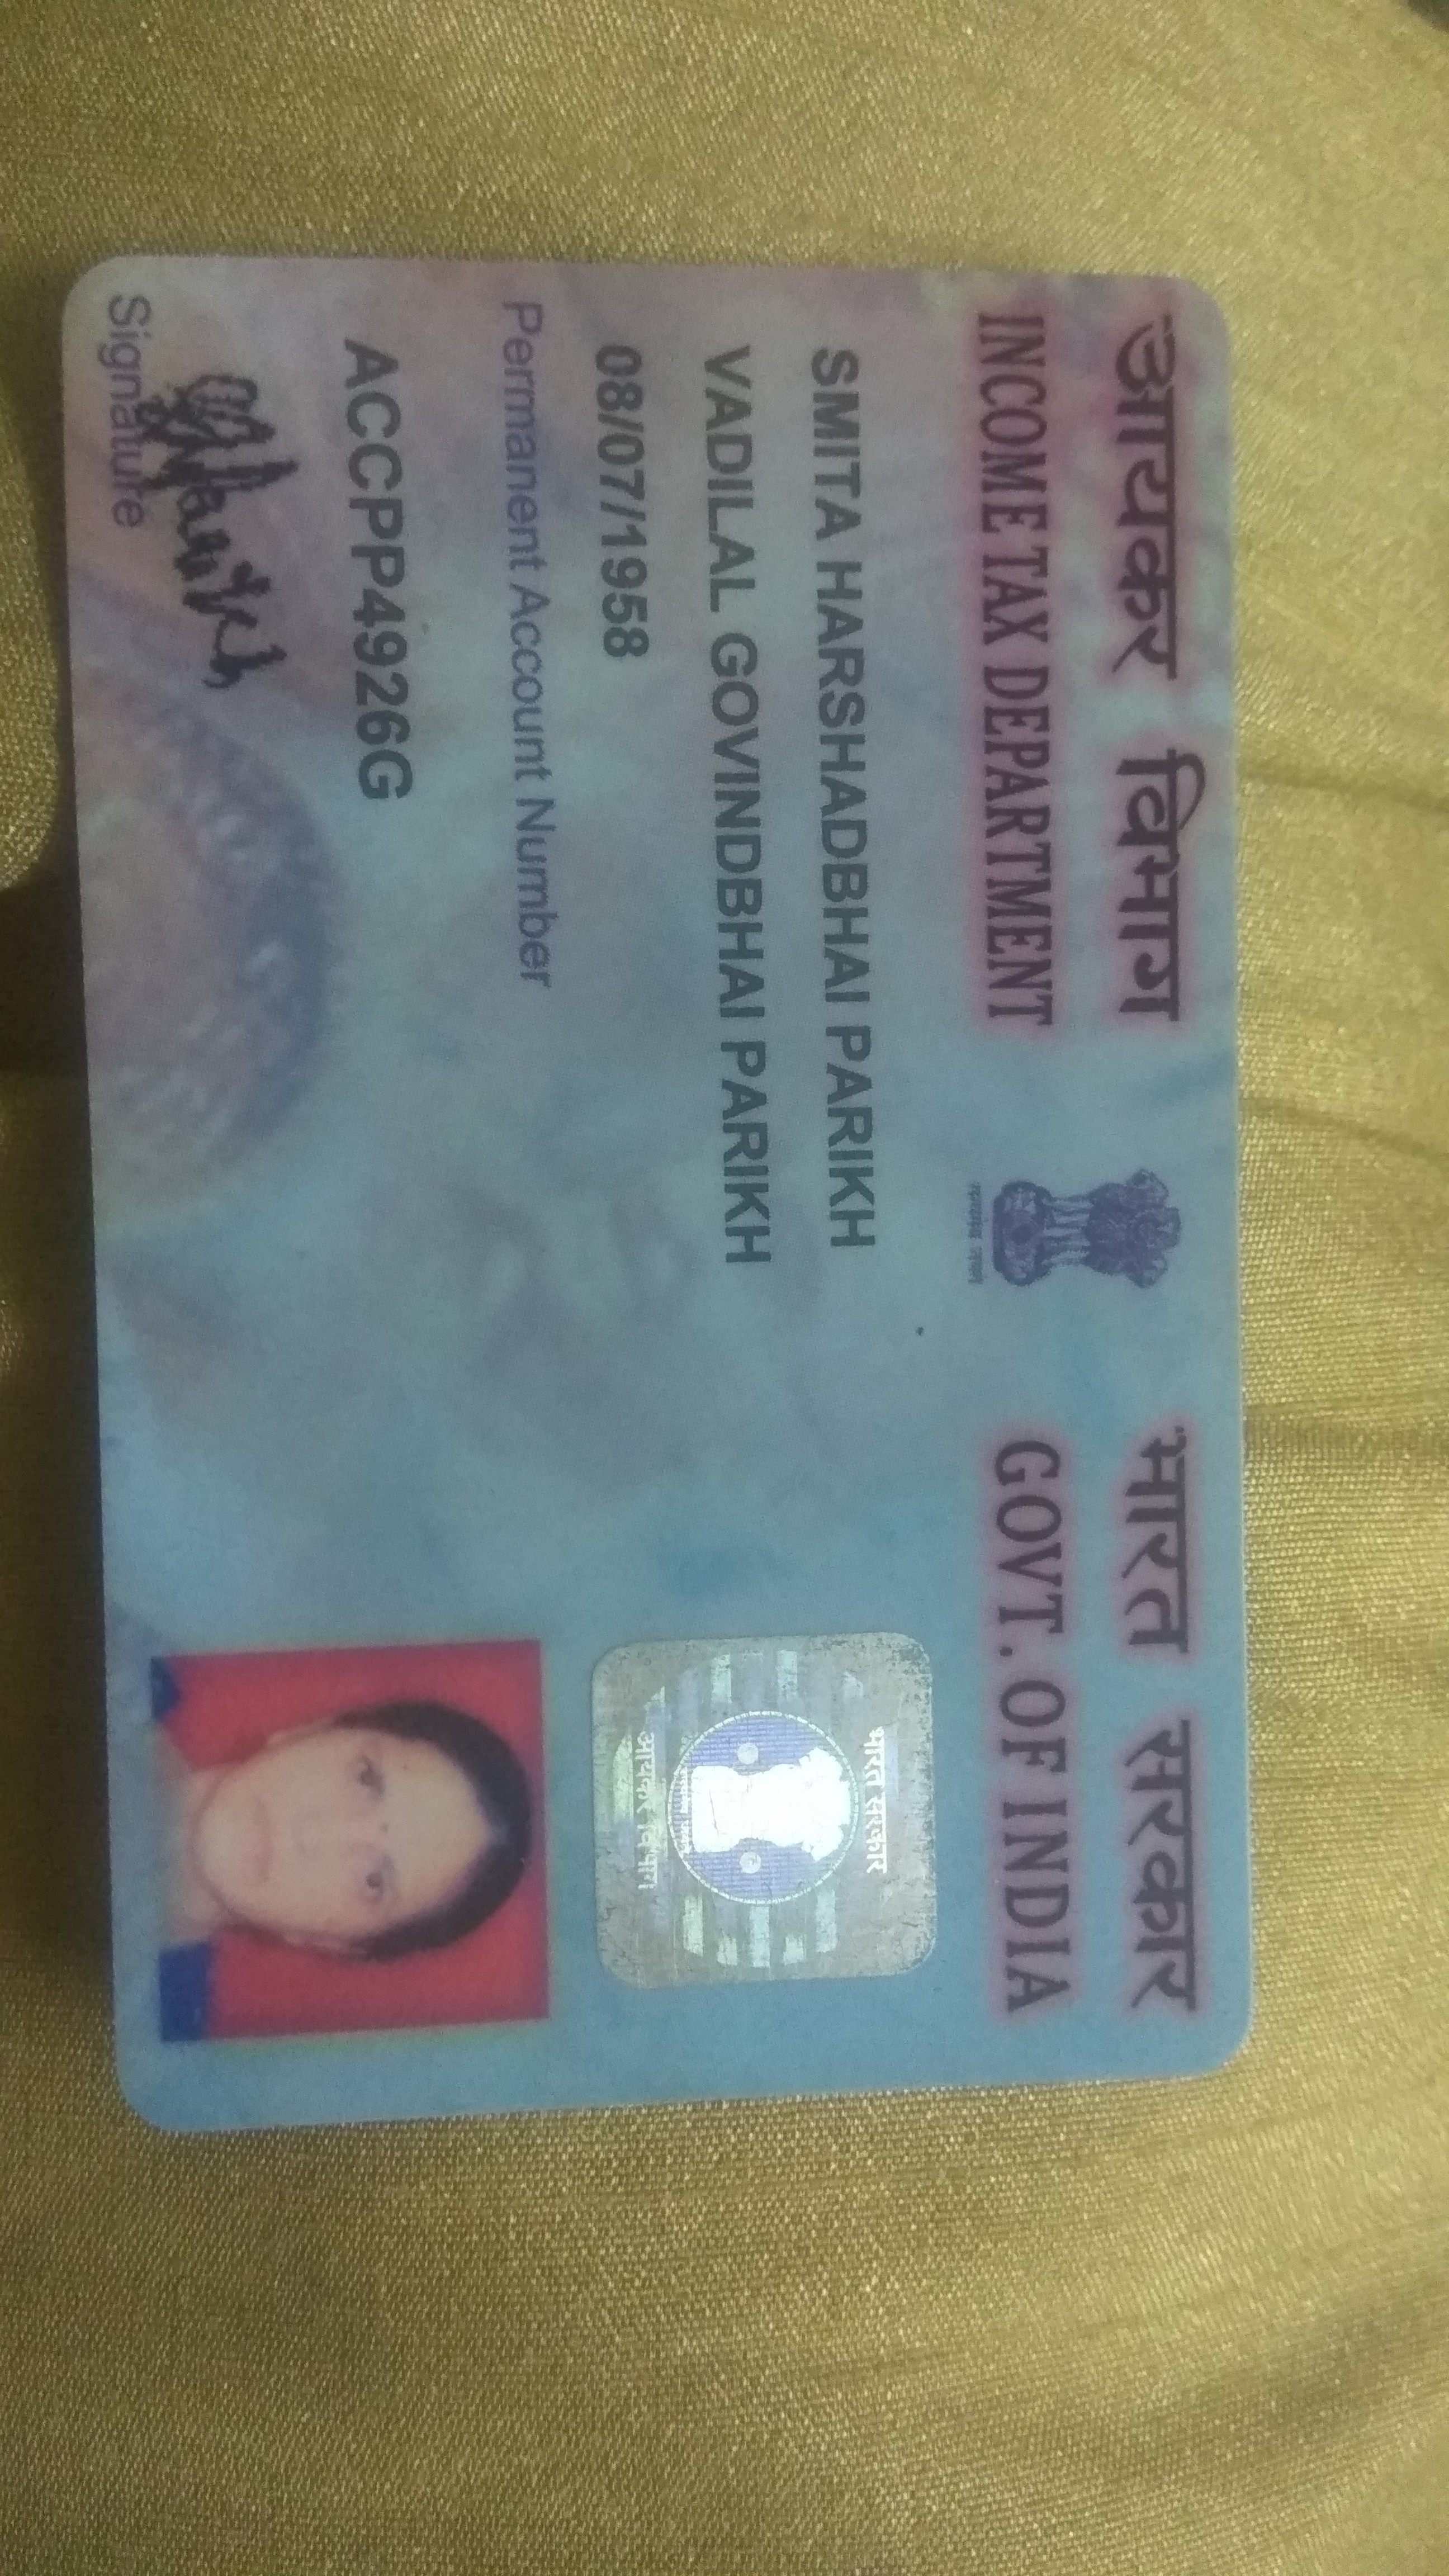 आयकर विभाग
INCOME TAX DEPARTMENT
सत्यमेव जयते
भारत सरकार
GOVT. OF INDIA
SMITA HARSHADBHAI PARIKH
VADILAL GOVINDBHAI PARIKH
08/07/1958
Permanent Account Number
ACCPP4926G
Signature
भारत सरकार
सत्यमेव जयते
आयकर विभाग